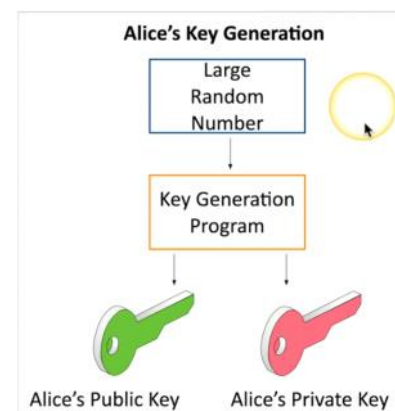 Alice's Key Generation
Large
Random
Number
Key Generation
Program
Alice's Public Key
Alice's Private Key